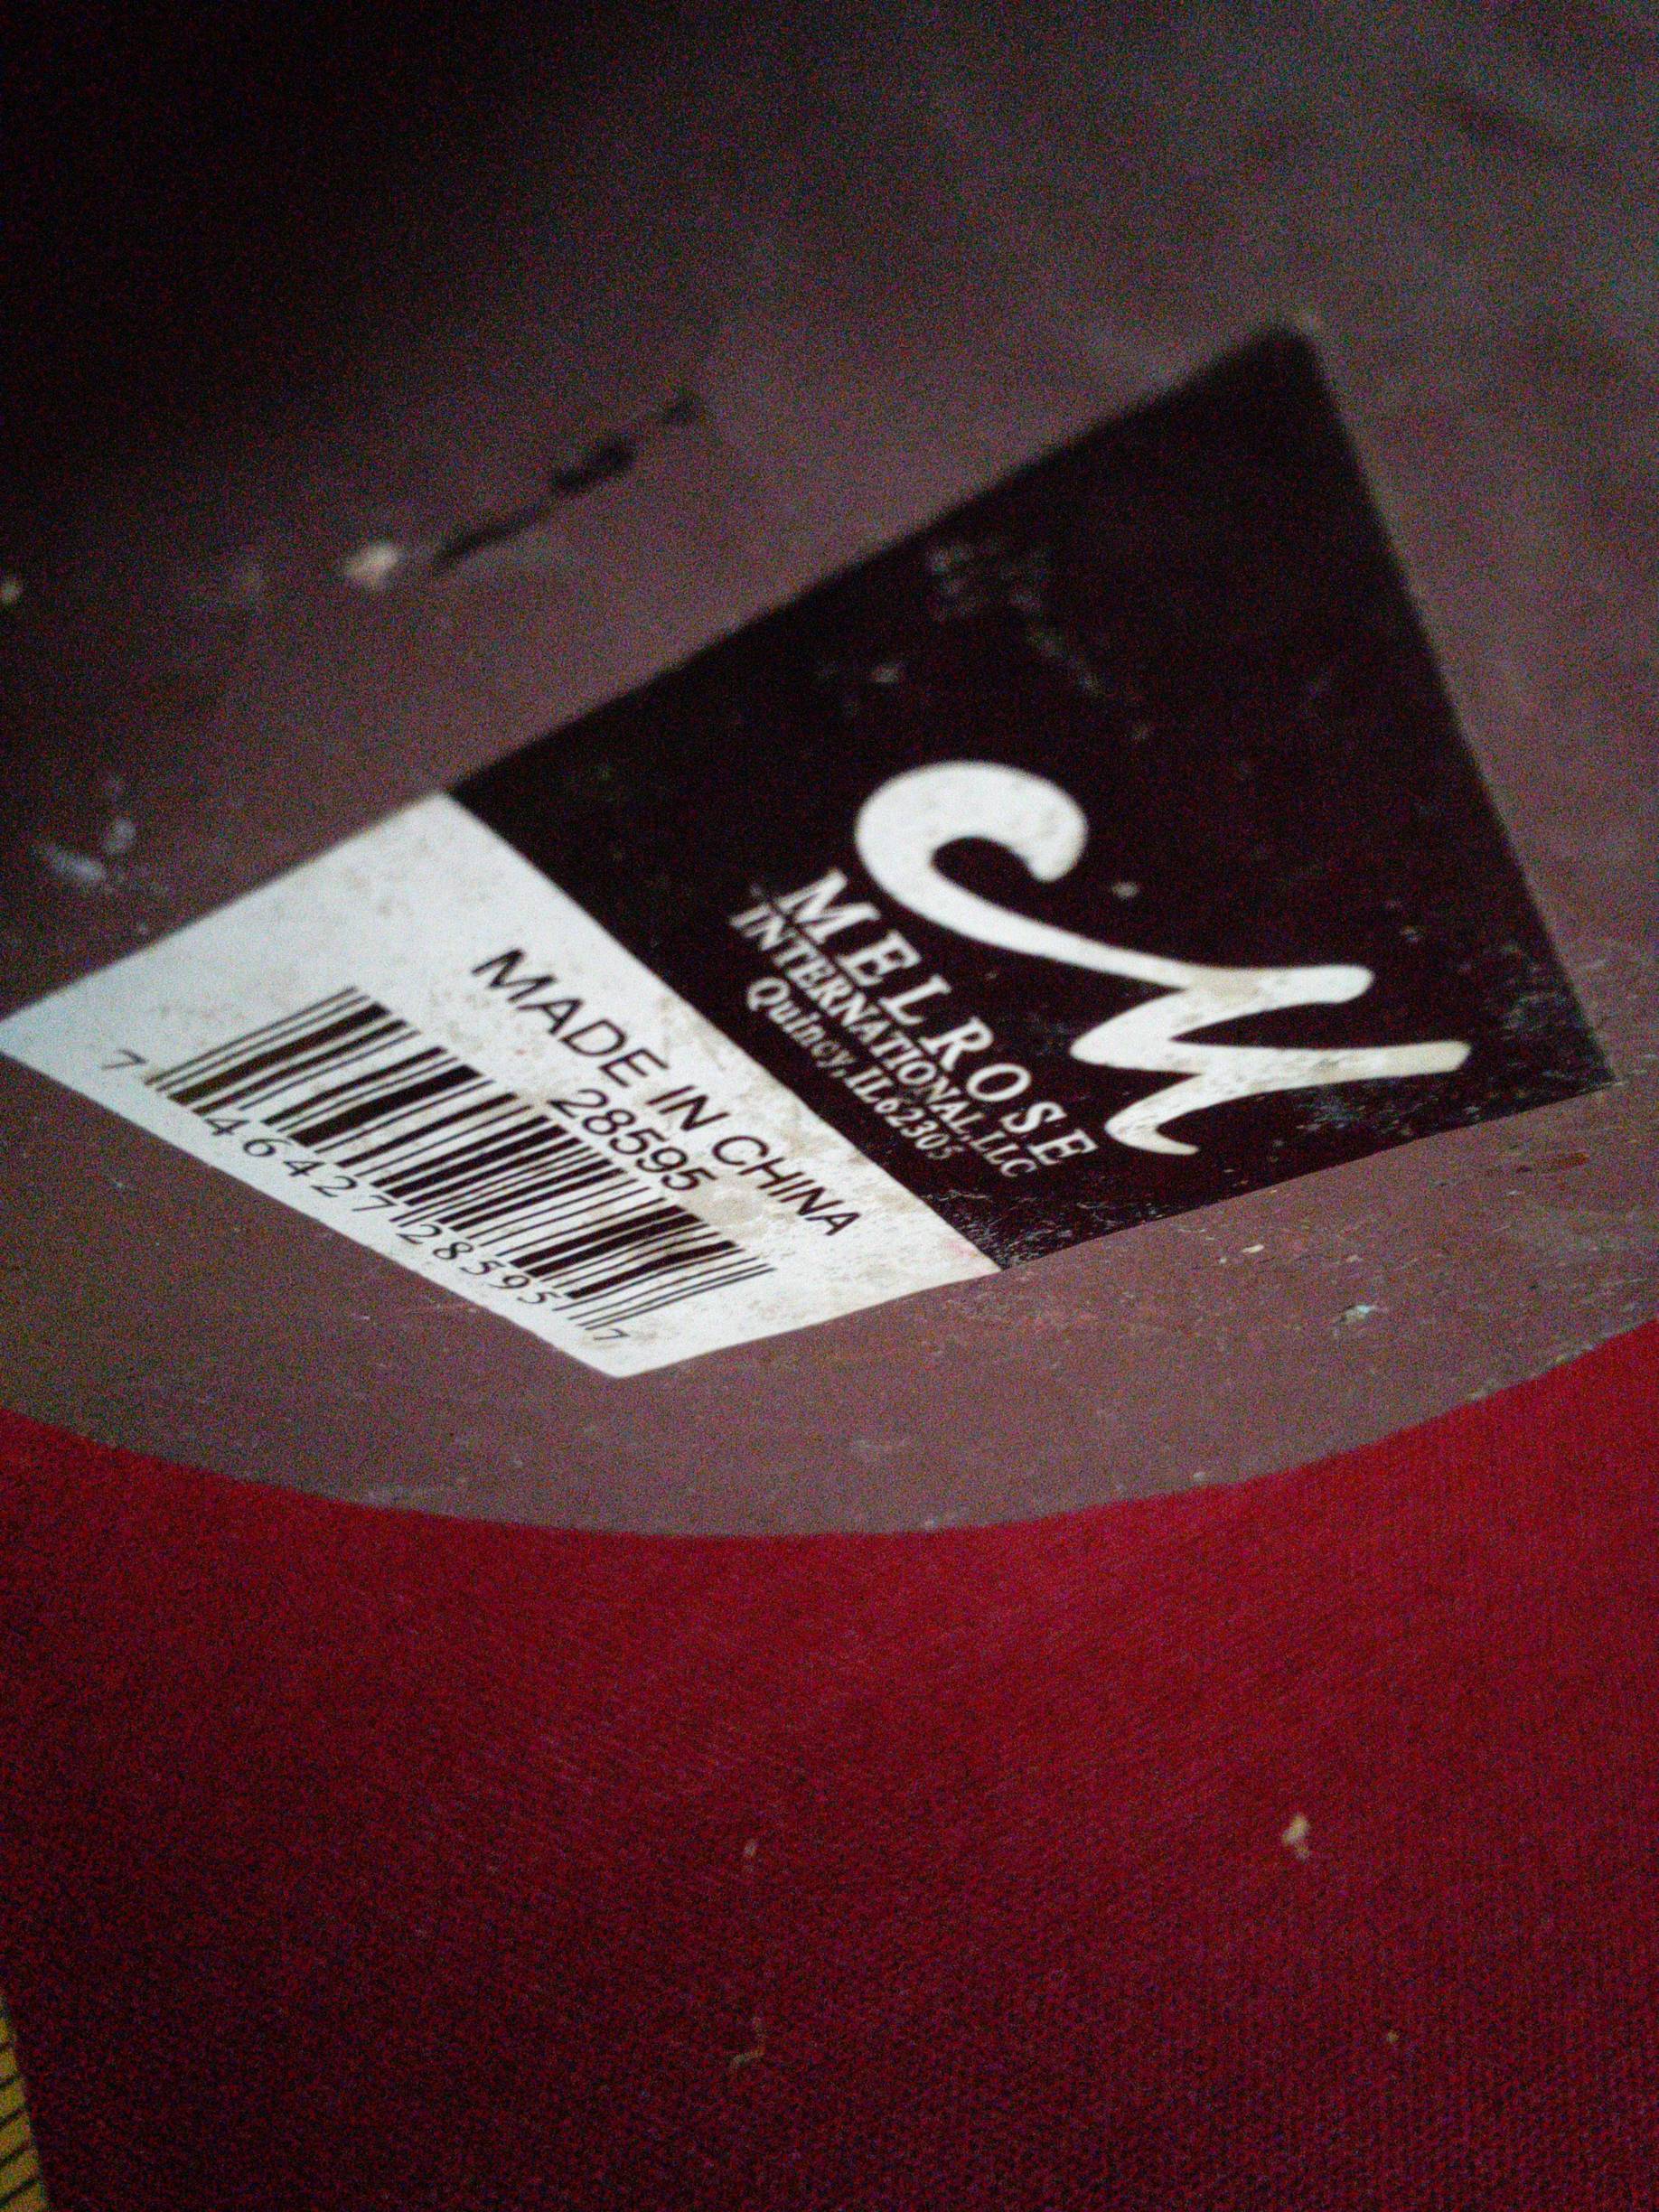 M
MELROSE
INTERNATIONAL, LLC
Quincy, IL 62305
MADE IN CHINA
28595
7 46427 28595 7